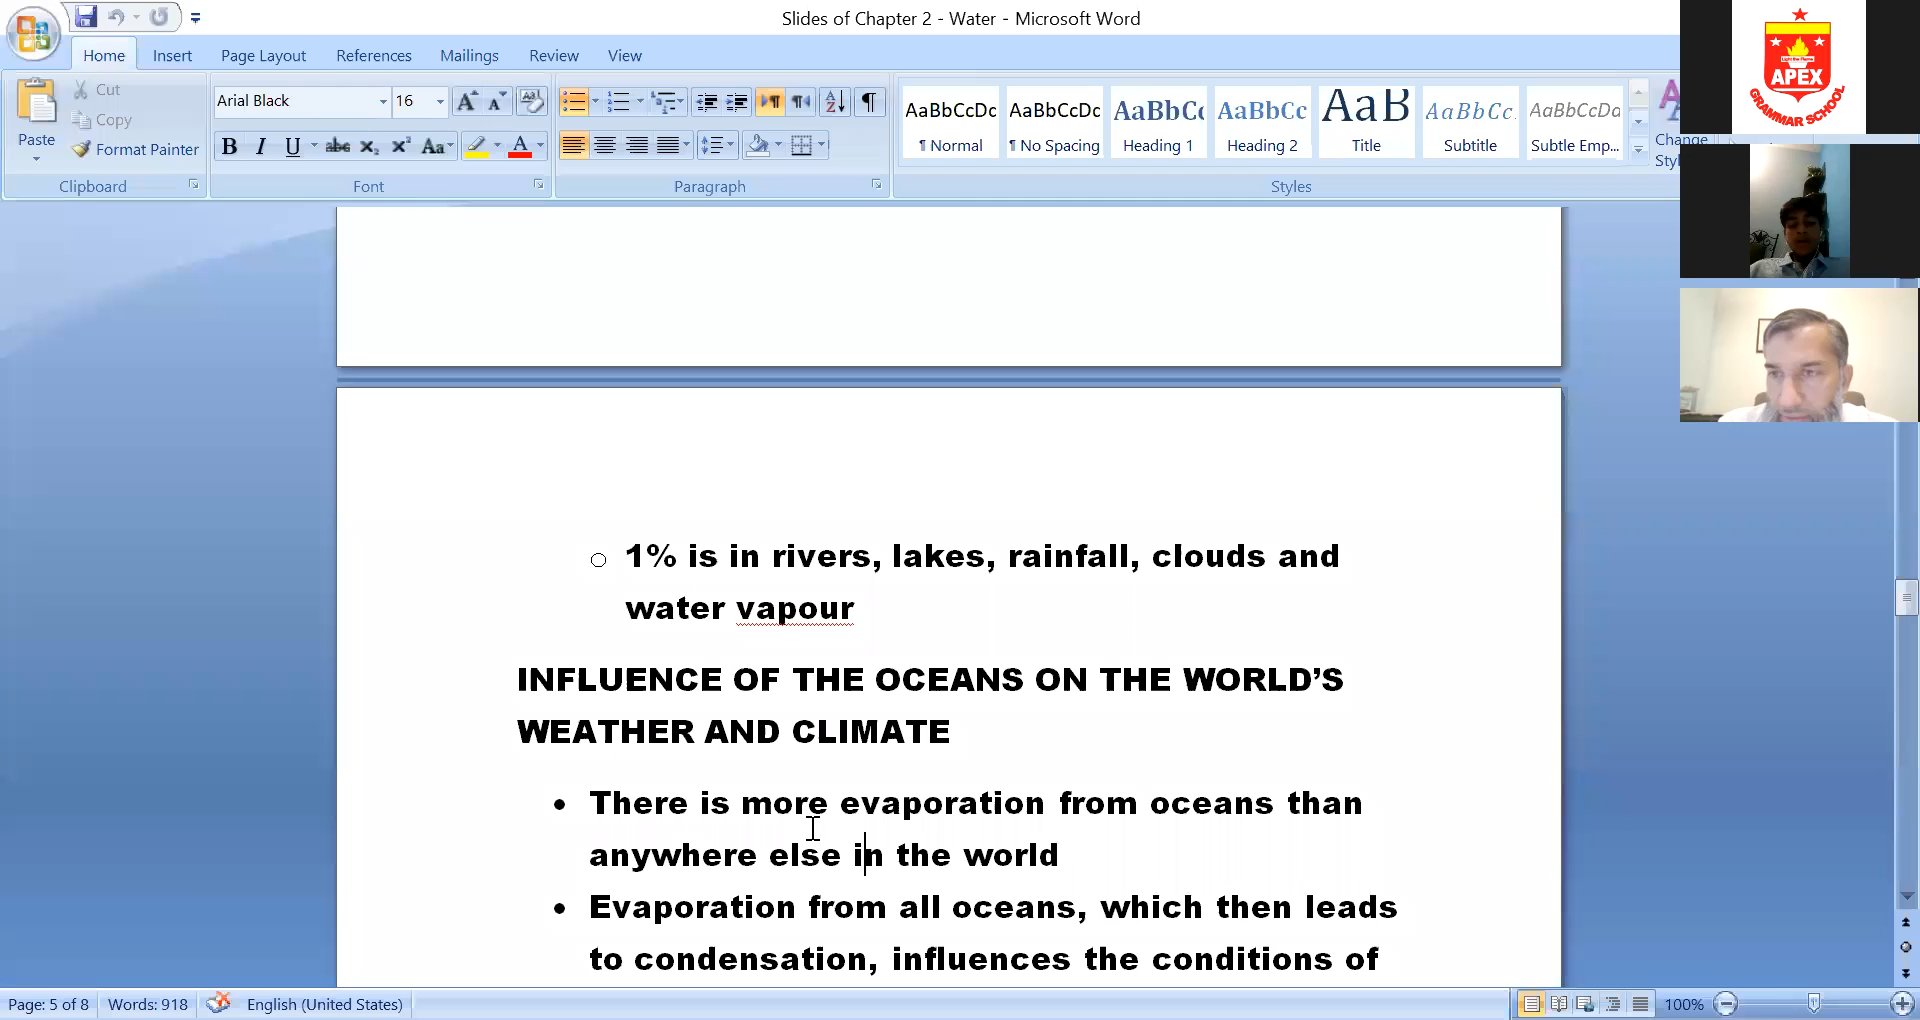 Slides of Chapter 2 - Water - Microsoft Word
Home Insert Page Layout References Mailings Review View
Paste
Cut
Copy
Format Painter
Clipboard
Arial Black 16
Font
Paragraph
AaBbCcDc AaBbCcDc AaBbCc AaBbCc AaB AaBbCc. AaBbCcDa
¶ Normal ¶ No Spacing Heading 1 Heading 2 Title Subtitle Subtle Emp...
Change
Styl
Styles
Light the Flame
APEX
GRAMMAR SCHOOL
1% is in rivers, lakes, rainfall, clouds and
water vapour
INFLUENCE OF THE OCEANS ON THE WORLD’S
WEATHER AND CLIMATE
• There is more evaporation from oceans than
anywhere else in the world
• Evaporation from all oceans, which then leads
to condensation, influences the conditions of
Page: 5 of 8 Words: 918 English (United States) 100%